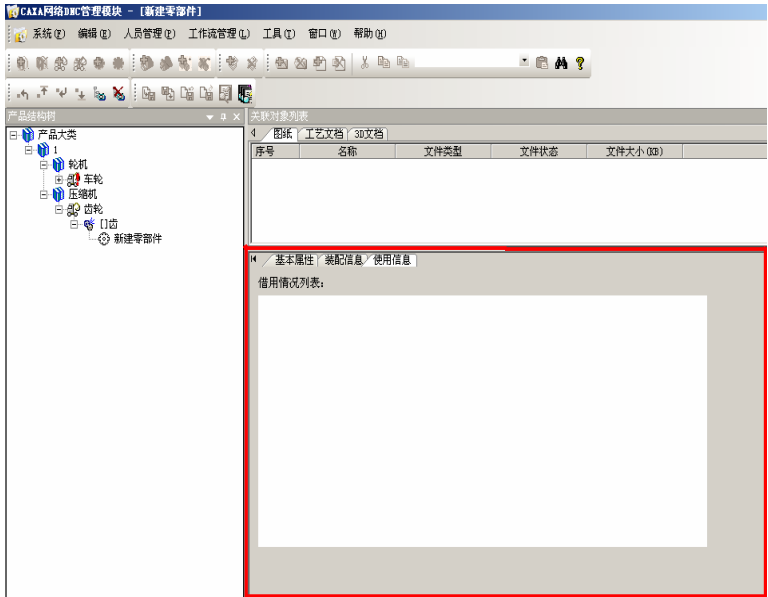 CAXA网络DNC管理模块 - [新建零部件]
系统(F) 编辑(E) 人员管理(P) 工作流管理(L) 工具(T) 窗口(W) 帮助(H)
产品结构树
关联对象列表
产品大类
1
轮机
车轮
压缩机
齿轮
[]齿
新建零部件
图纸 工艺文档 3D文档
序号 名称 文件类型 文件状态 文件大小(KB)
基本属性 装配信息 使用信息
借用情况列表: